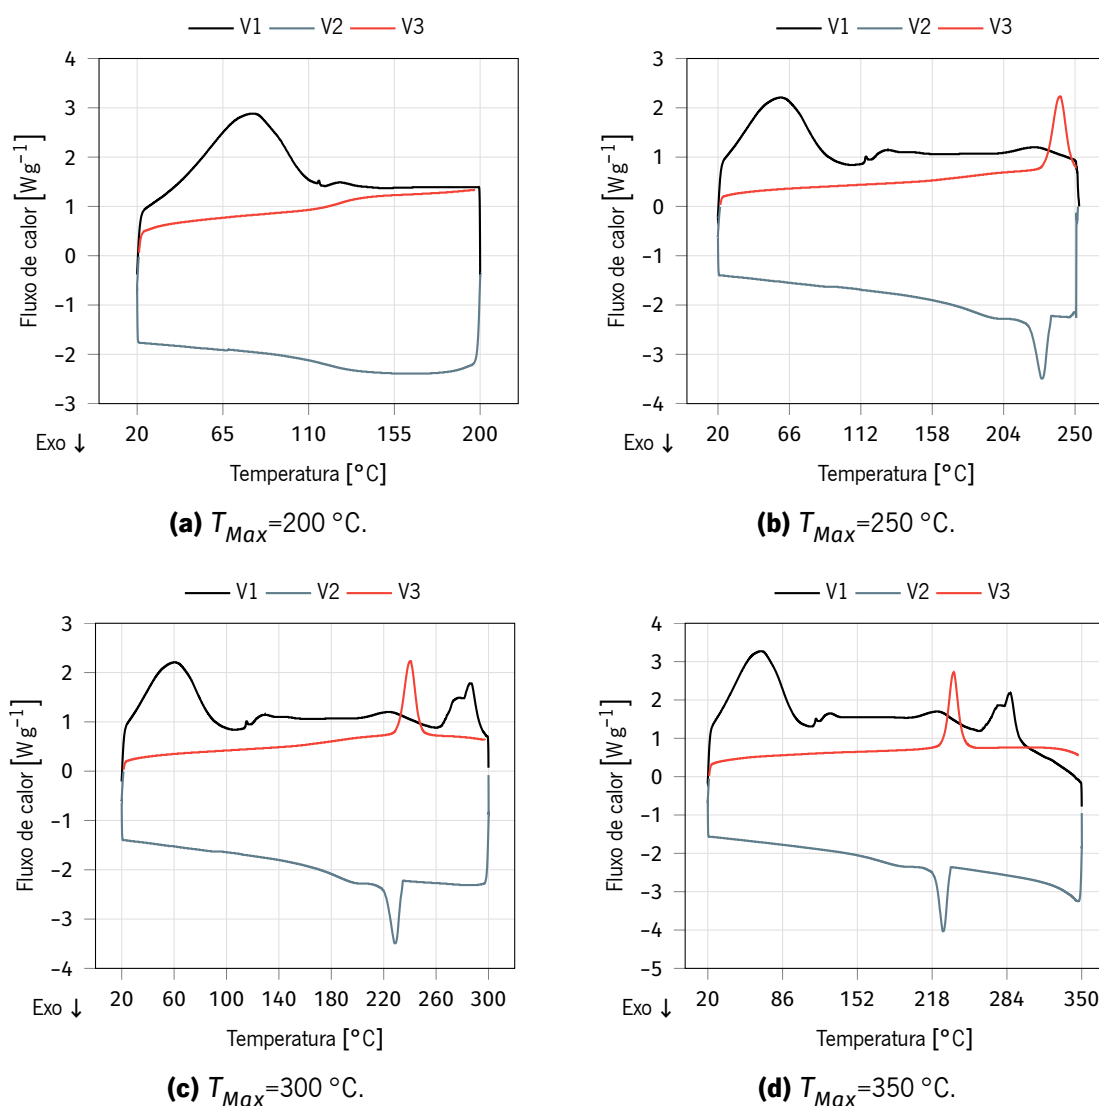 V1 V2 V3
4
3
2
1
0
−1
−2
−3
Fluxo de calor [W g−1]
Exo ↓
20 65 110 155 200
Temperatura [°C]
(a) TMax=200 °C.
V1 V2 V3
3
2
1
0
−1
−2
−3
−4
Fluxo de calor [W g−1]
Exo ↓
20 66 112 158 204 250
Temperatura [°C]
(b) TMax=250 °C.
V1 V2 V3
3
2
1
0
−1
−2
−3
−4
Fluxo de calor [W g−1]
Exo ↓
20 60 100 140 180 220 260 300
Temperatura [°C]
(c) TMax=300 °C.
V1 V2 V3
4
3
2
1
0
−1
−2
−3
−4
−5
Fluxo de calor [W g−1]
Exo ↓
20 86 152 218 284 350
Temperatura [°C]
(d) TMax=350 °C.